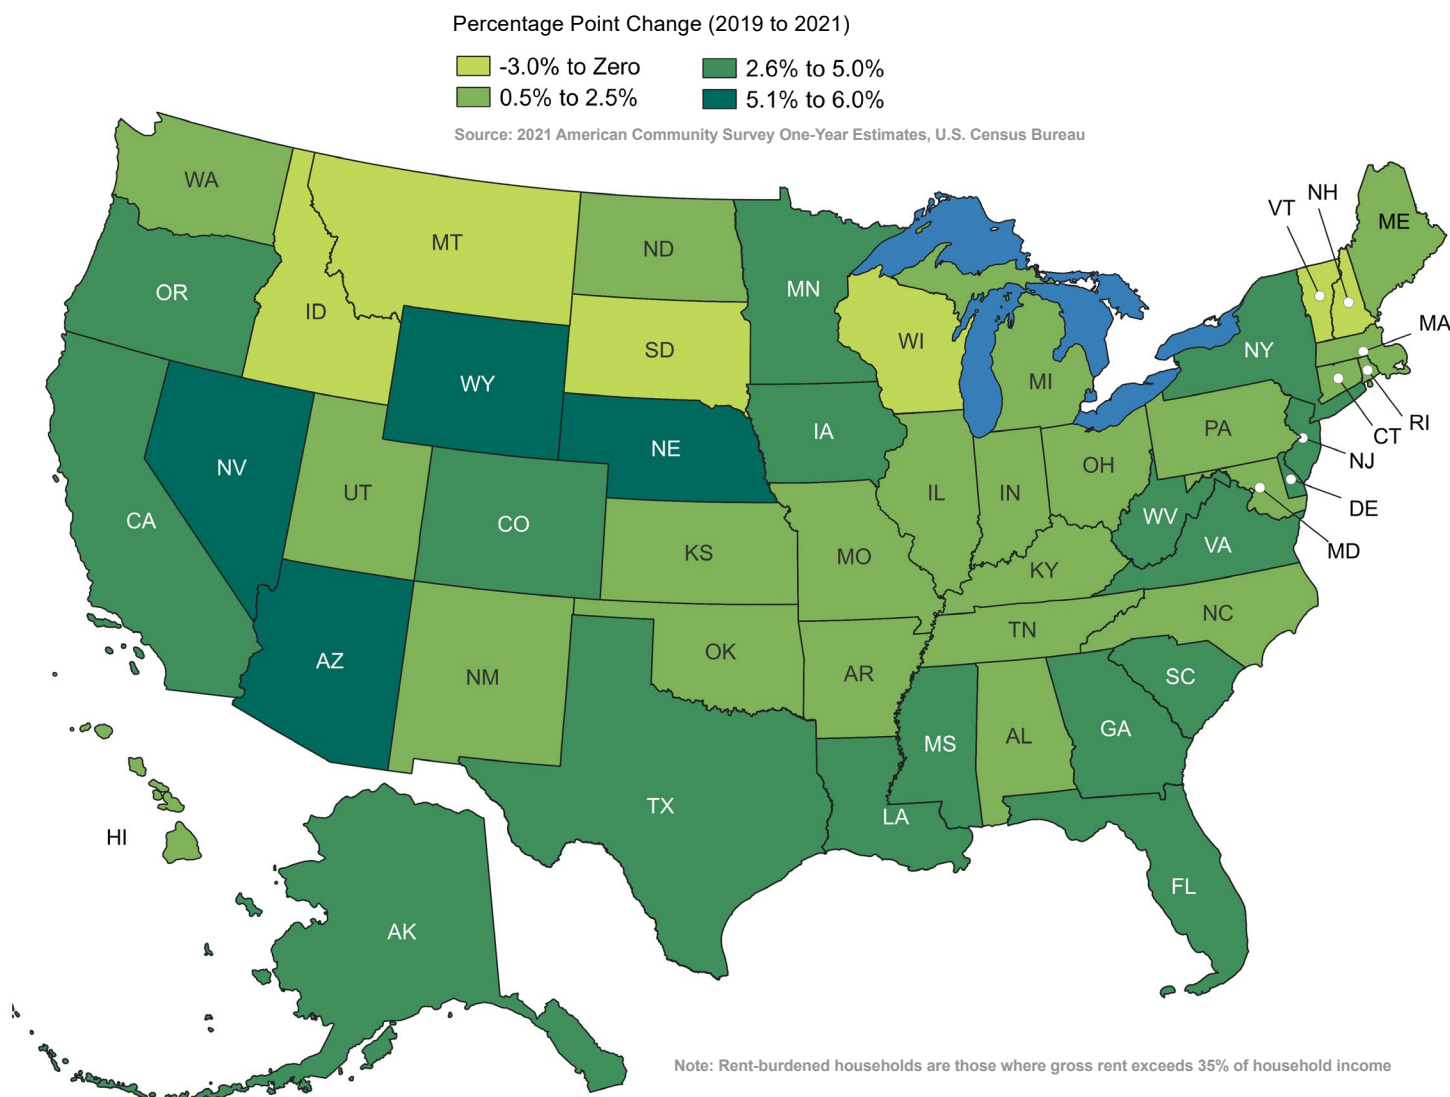 Percentage Point Change (2019 to 2021)
-3.0% to Zero
2.6% to 5.0%
0.5% to 2.5%
5.1% to 6.0%
Source: 2021 American Community Survey One-Year Estimates, U.S. Census Bureau
WA
NH
VT
ME
MT
ND
OR
MN
ID
MA
WI
NY
SD
MI
WY
RI
PA
IA
CT
NE
NJ
OH
NV
UT
IL
IN
DE
WV
CA
CO
VA
MD
KS
MO
KY
NC
TN
OK
AZ
AR
NM
SC
GA
AL
MS
TX
LA
HI
FL
AK
Note: Rent-burdened households are those where gross rent exceeds 35% of household income